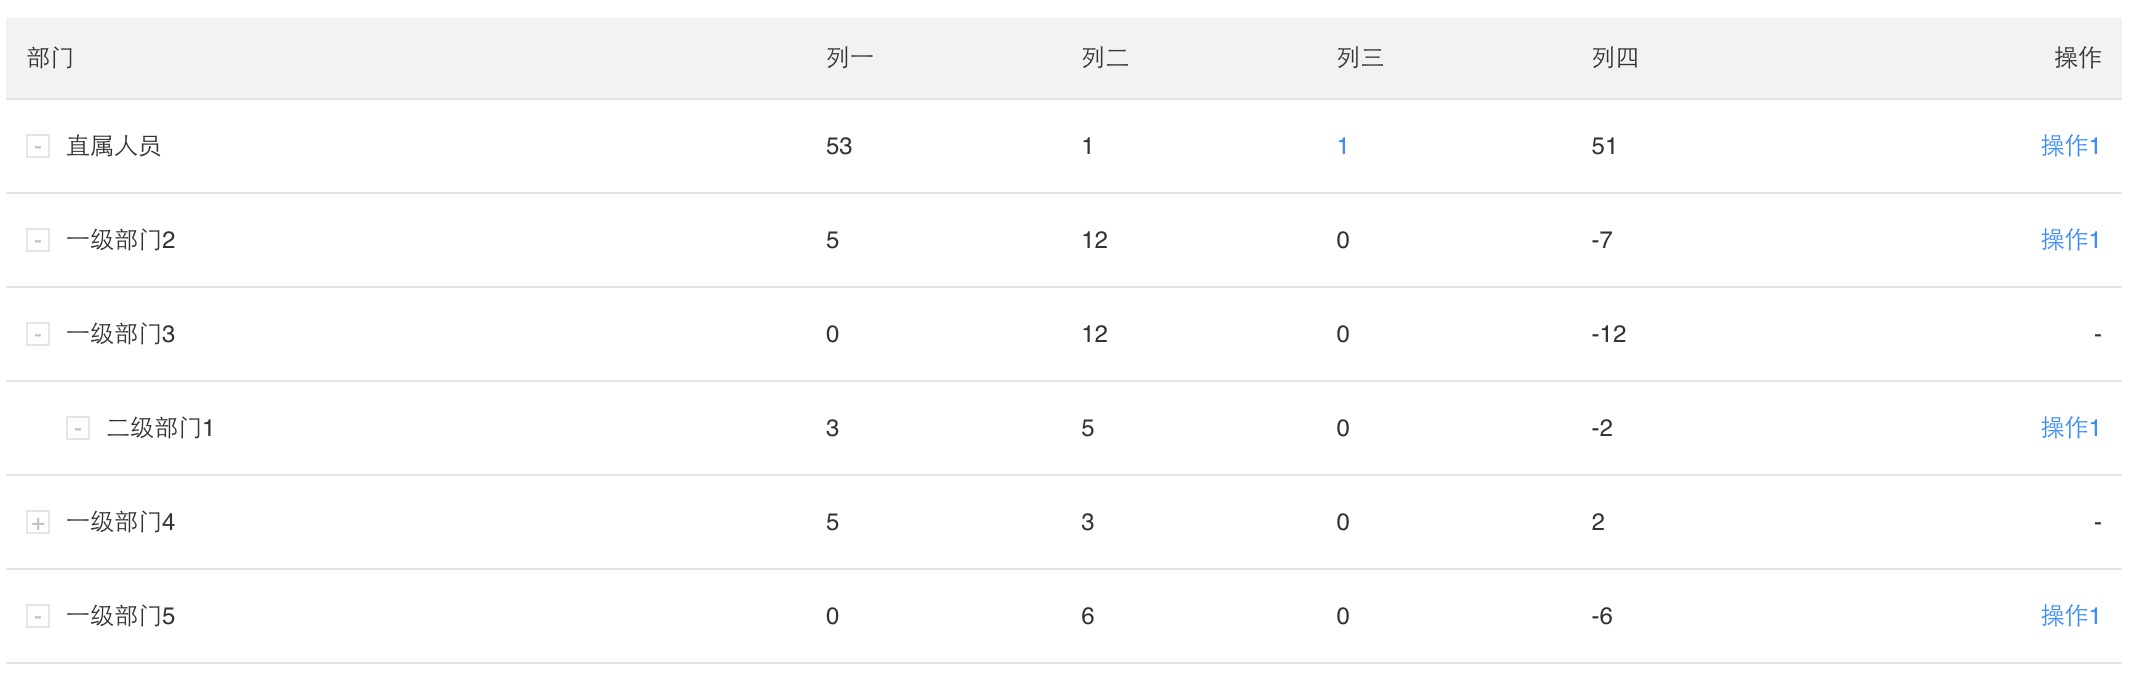 部门 列一 列二 列三 列四 操作
- 直属人员 53 1 1 51 操作1
- 一级部门2 5 12 0 -7 操作1
- 一级部门3 0 12 0 -12 -
- 二级部门1 3 5 0 -2 操作1
+ 一级部门4 5 3 0 2 -
- 一级部门5 0 6 0 -6 操作1